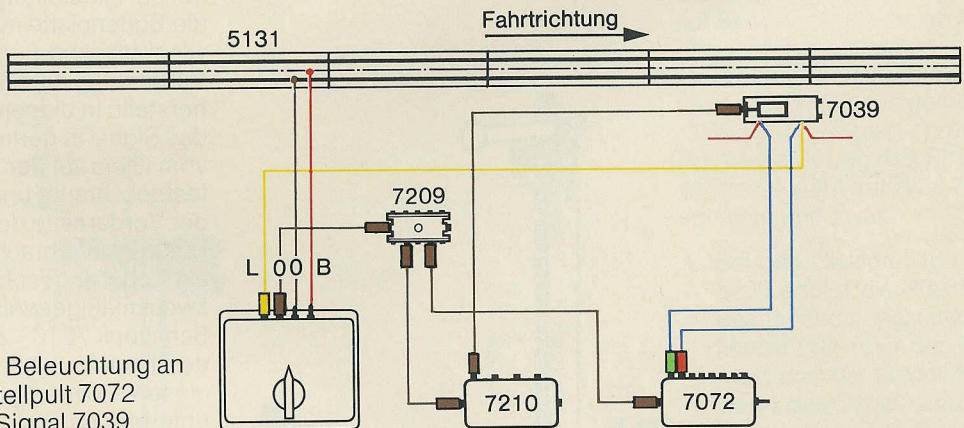 Fahrtrichtung
5131
7039
7209
L 0 0 B
Beleuchtung an
tellpult 7072
Signal 7039
7210
7072